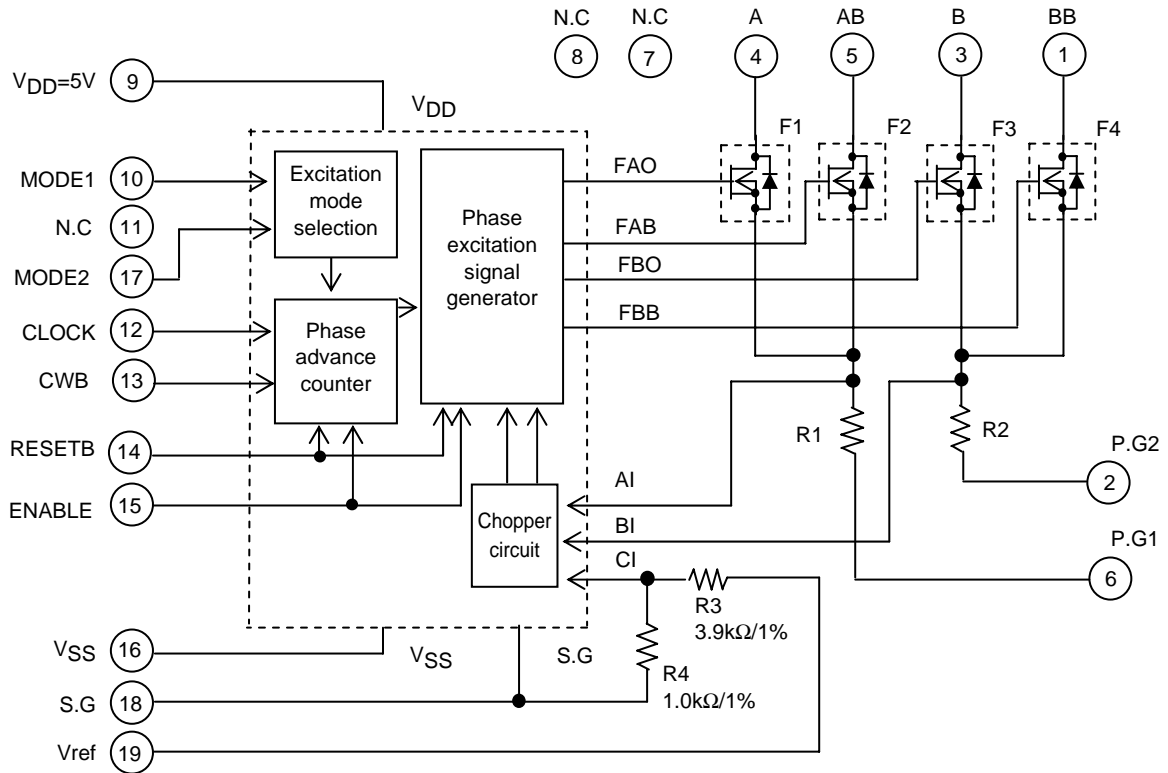 N.C
N.C
A
AB
B
BB
8
7
4
5
3
1
VDD=5V
9
VDD
F1
F2
F3
F4
MODE1
10
Excitation
mode
selection
N.C
11
MODE2
17
Phase
excitation
signal
generator
FAO
FAB
FBO
FBB
CLOCK
12
Phase
advance
counter
CWB
13
R1
R2
RESETB
14
P.G2
2
ENABLE
15
Chopper
circuit
AI
BI
CI
P.G1
6
R3
3.9kΩ/1%
VSS
16
VSS
S.G
R4
1.0kΩ/1%
S.G
18
Vref
19